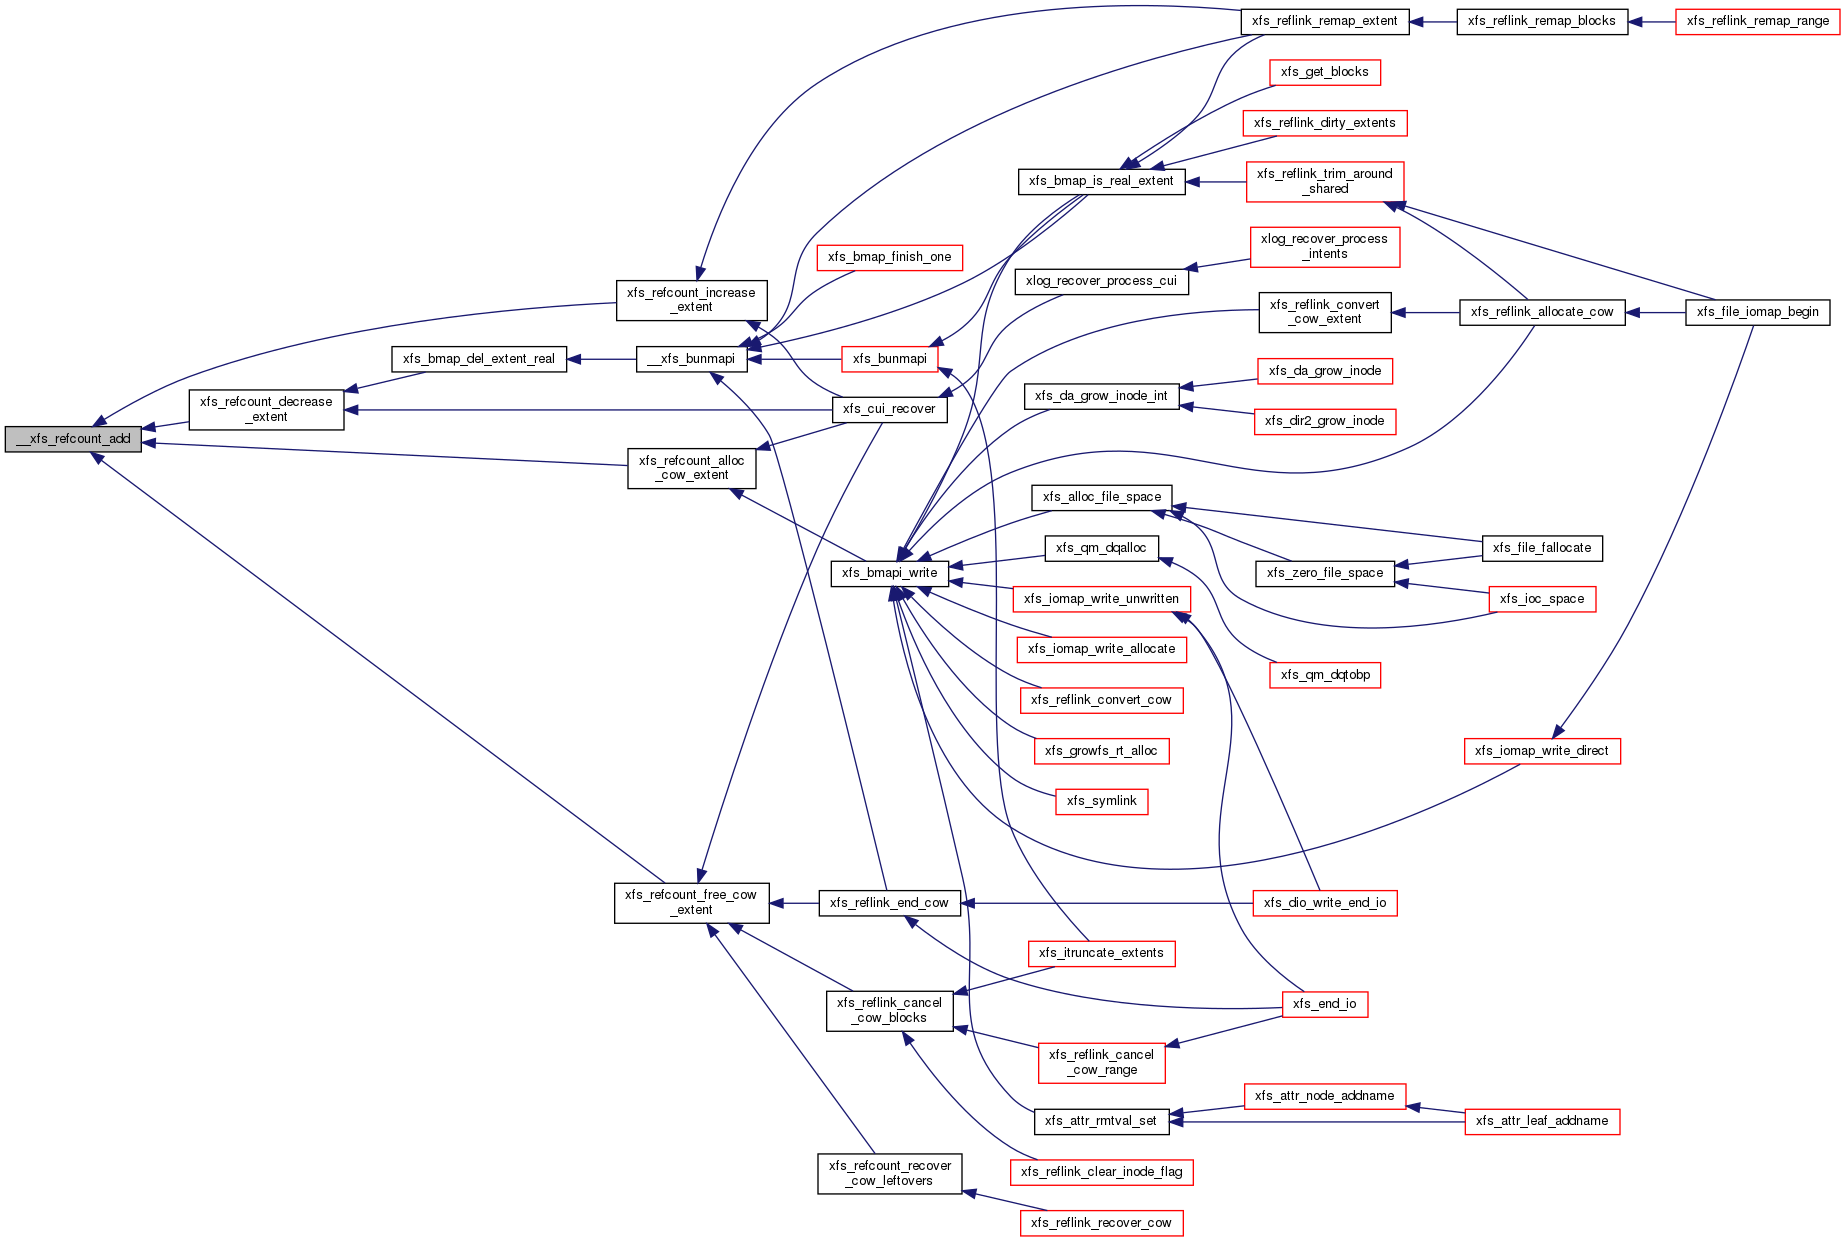 xfs_reflink_remap_extent
xfs_reflink_remap_blocks
xfs_reflink_remap_range
xfs_get_blocks
xfs_reflink_dirty_extents
xfs_bmap_is_real_extent
xfs_reflink_trim_around
_shared
xfs_bmap_finish_one
xlog_recover_process
_intents
xlog_recover_process_cui
xfs_refcount_increase
_extent
xfs_reflink_convert
_cow_extent
xfs_reflink_allocate_cow
xfs_file_iomap_begin
xfs_bmap_del_extent_real
__xfs_bunmapi
xfs_bunmapi
xfs_da_grow_inode
xfs_da_grow_inode_int
xfs_dir2_grow_inode
xfs_refcount_decrease
_extent
xfs_cui_recover
__xfs_refcount_add
xfs_refcount_alloc
_cow_extent
xfs_alloc_file_space
xfs_qm_dqalloc
xfs_file_fallocate
xfs_bmapi_write
xfs_zero_file_space
xfs_iomap_write_unwritten
xfs_ioc_space
xfs_iomap_write_allocate
xfs_qm_dqtobp
xfs_reflink_convert_cow
xfs_growfs_rt_alloc
xfs_iomap_write_direct
xfs_symlink
xfs_refcount_free_cow
_extent
xfs_reflink_end_cow
xfs_dio_write_end_io
xfs_itruncate_extents
xfs_reflink_cancel
_cow_blocks
xfs_end_io
xfs_reflink_cancel
_cow_range
xfs_attr_node_addname
xfs_attr_rmtval_set
xfs_attr_leaf_addname
xfs_refcount_recover
_cow_leftovers
xfs_reflink_clear_inode_flag
xfs_reflink_recover_cow